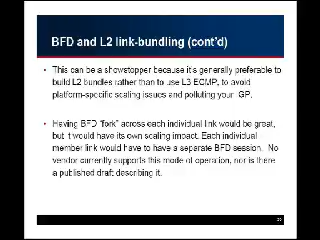 BFD and L2 link-bundling (cont'd)
• This can be a showstopper because it's generally preferable to
build L2 bundles rather than to use L3 ECMP, to avoid
platform-specific scaling issues and polluting your IGP.
• Having BFD "fork" across each individual link would be great,
but it would have its own scaling impact. Each individual
member link would have to have a separate BFD session. No
vendor currently supports this mode of operation, nor is
there a published draft describing it.